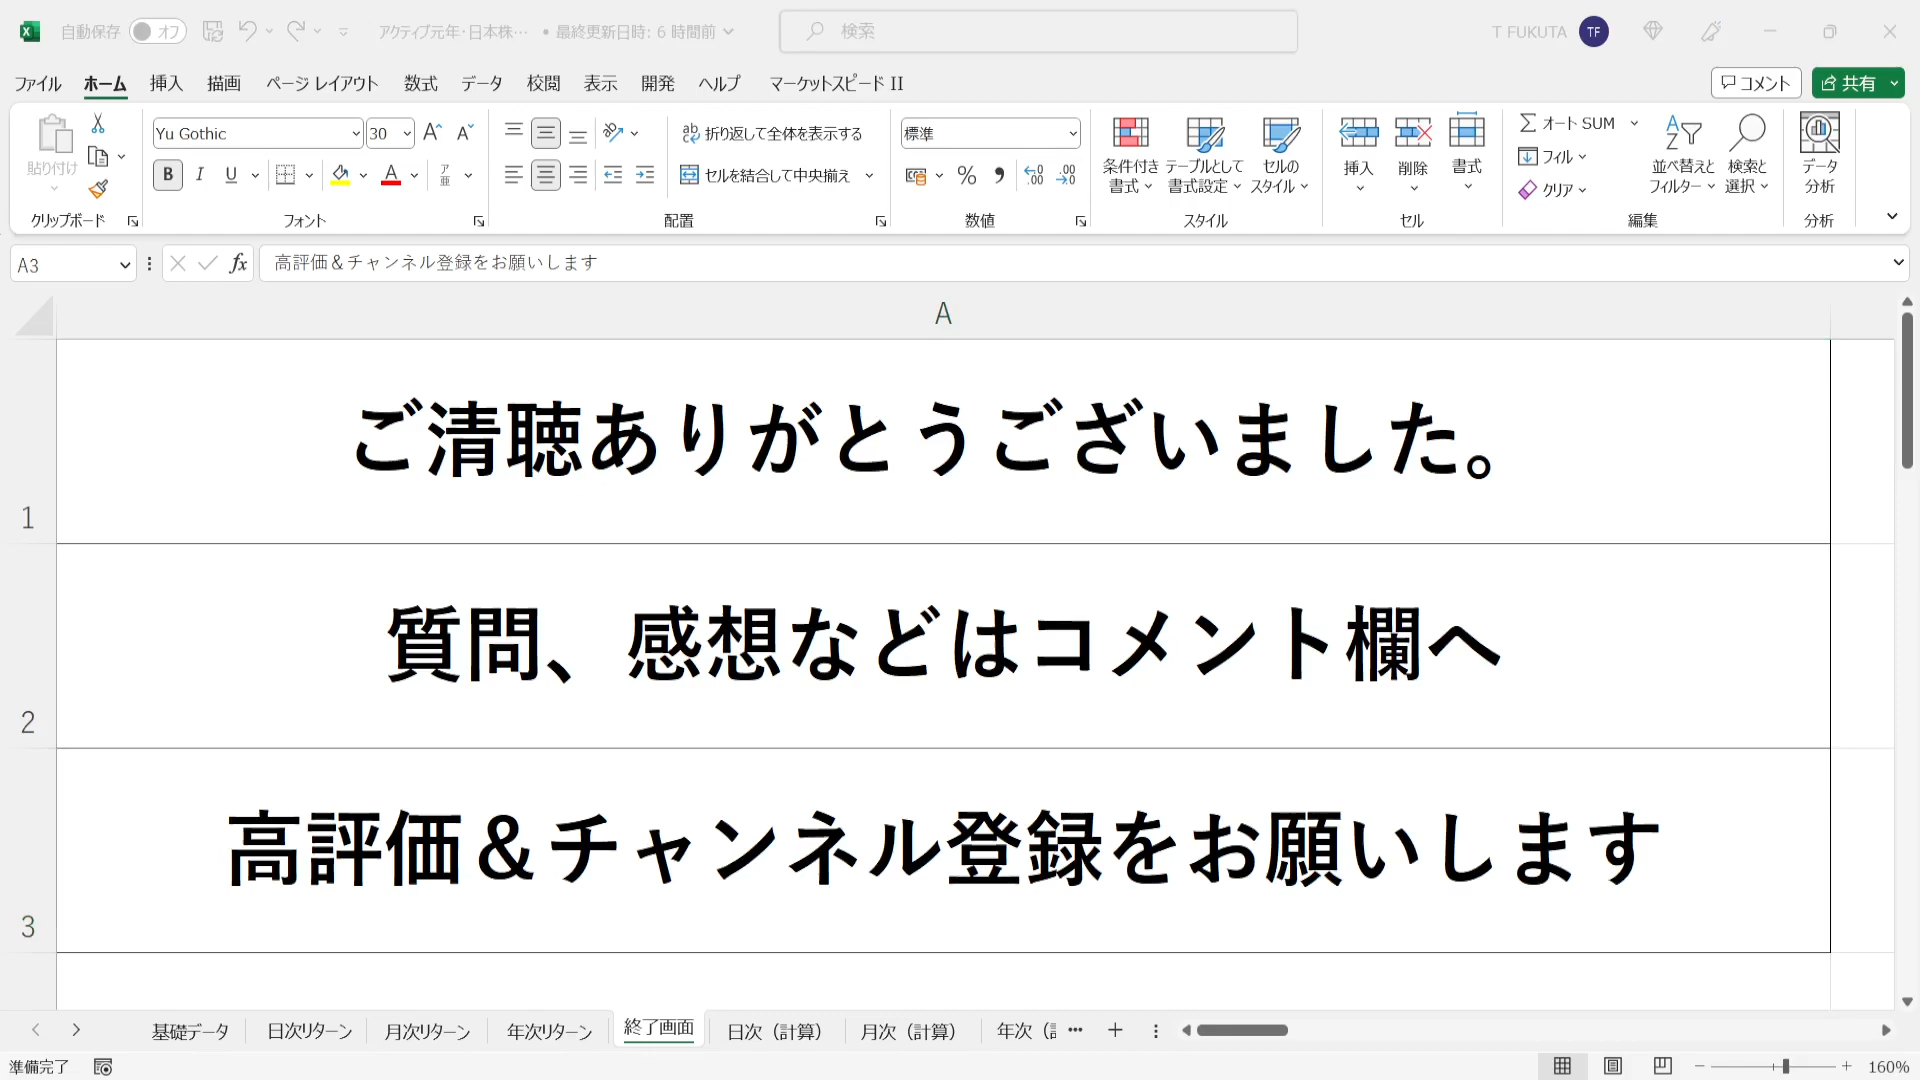 自動保存 オフ アクティブ元年・日本株… • 最終更新日時: 6 時間前 検索 T FUKUTA TF
ファイル ホーム 挿入 描画 ページ レイアウト 数式 データ 校閲 表示 開発 ヘルプ マーケットスピード II コメント 共有
貼り付け Yu Gothic 30 A A ab 折り返して全体を表示する 標準 条件付き書式 テーブルとして書式設定 セルのスタイル 挿入 削除 書式 Σ オート SUM フィル クリア 並べ替えとフィルター 検索と選択 データ分析
B I U A ア亜 セルを結合して中央揃え % , .00 .00
クリップボード フォント 配置 数値 スタイル セル 編集 分析
A3 fx 高評価＆チャンネル登録をお願いします
A
1 ご清聴ありがとうございました。
2 質問、感想などはコメント欄へ
3 高評価＆チャンネル登録をお願いします
基礎データ 日次リターン 月次リターン 年次リターン 終了画面 日次（計算） 月次（計算） 年次（
準備完了 160%